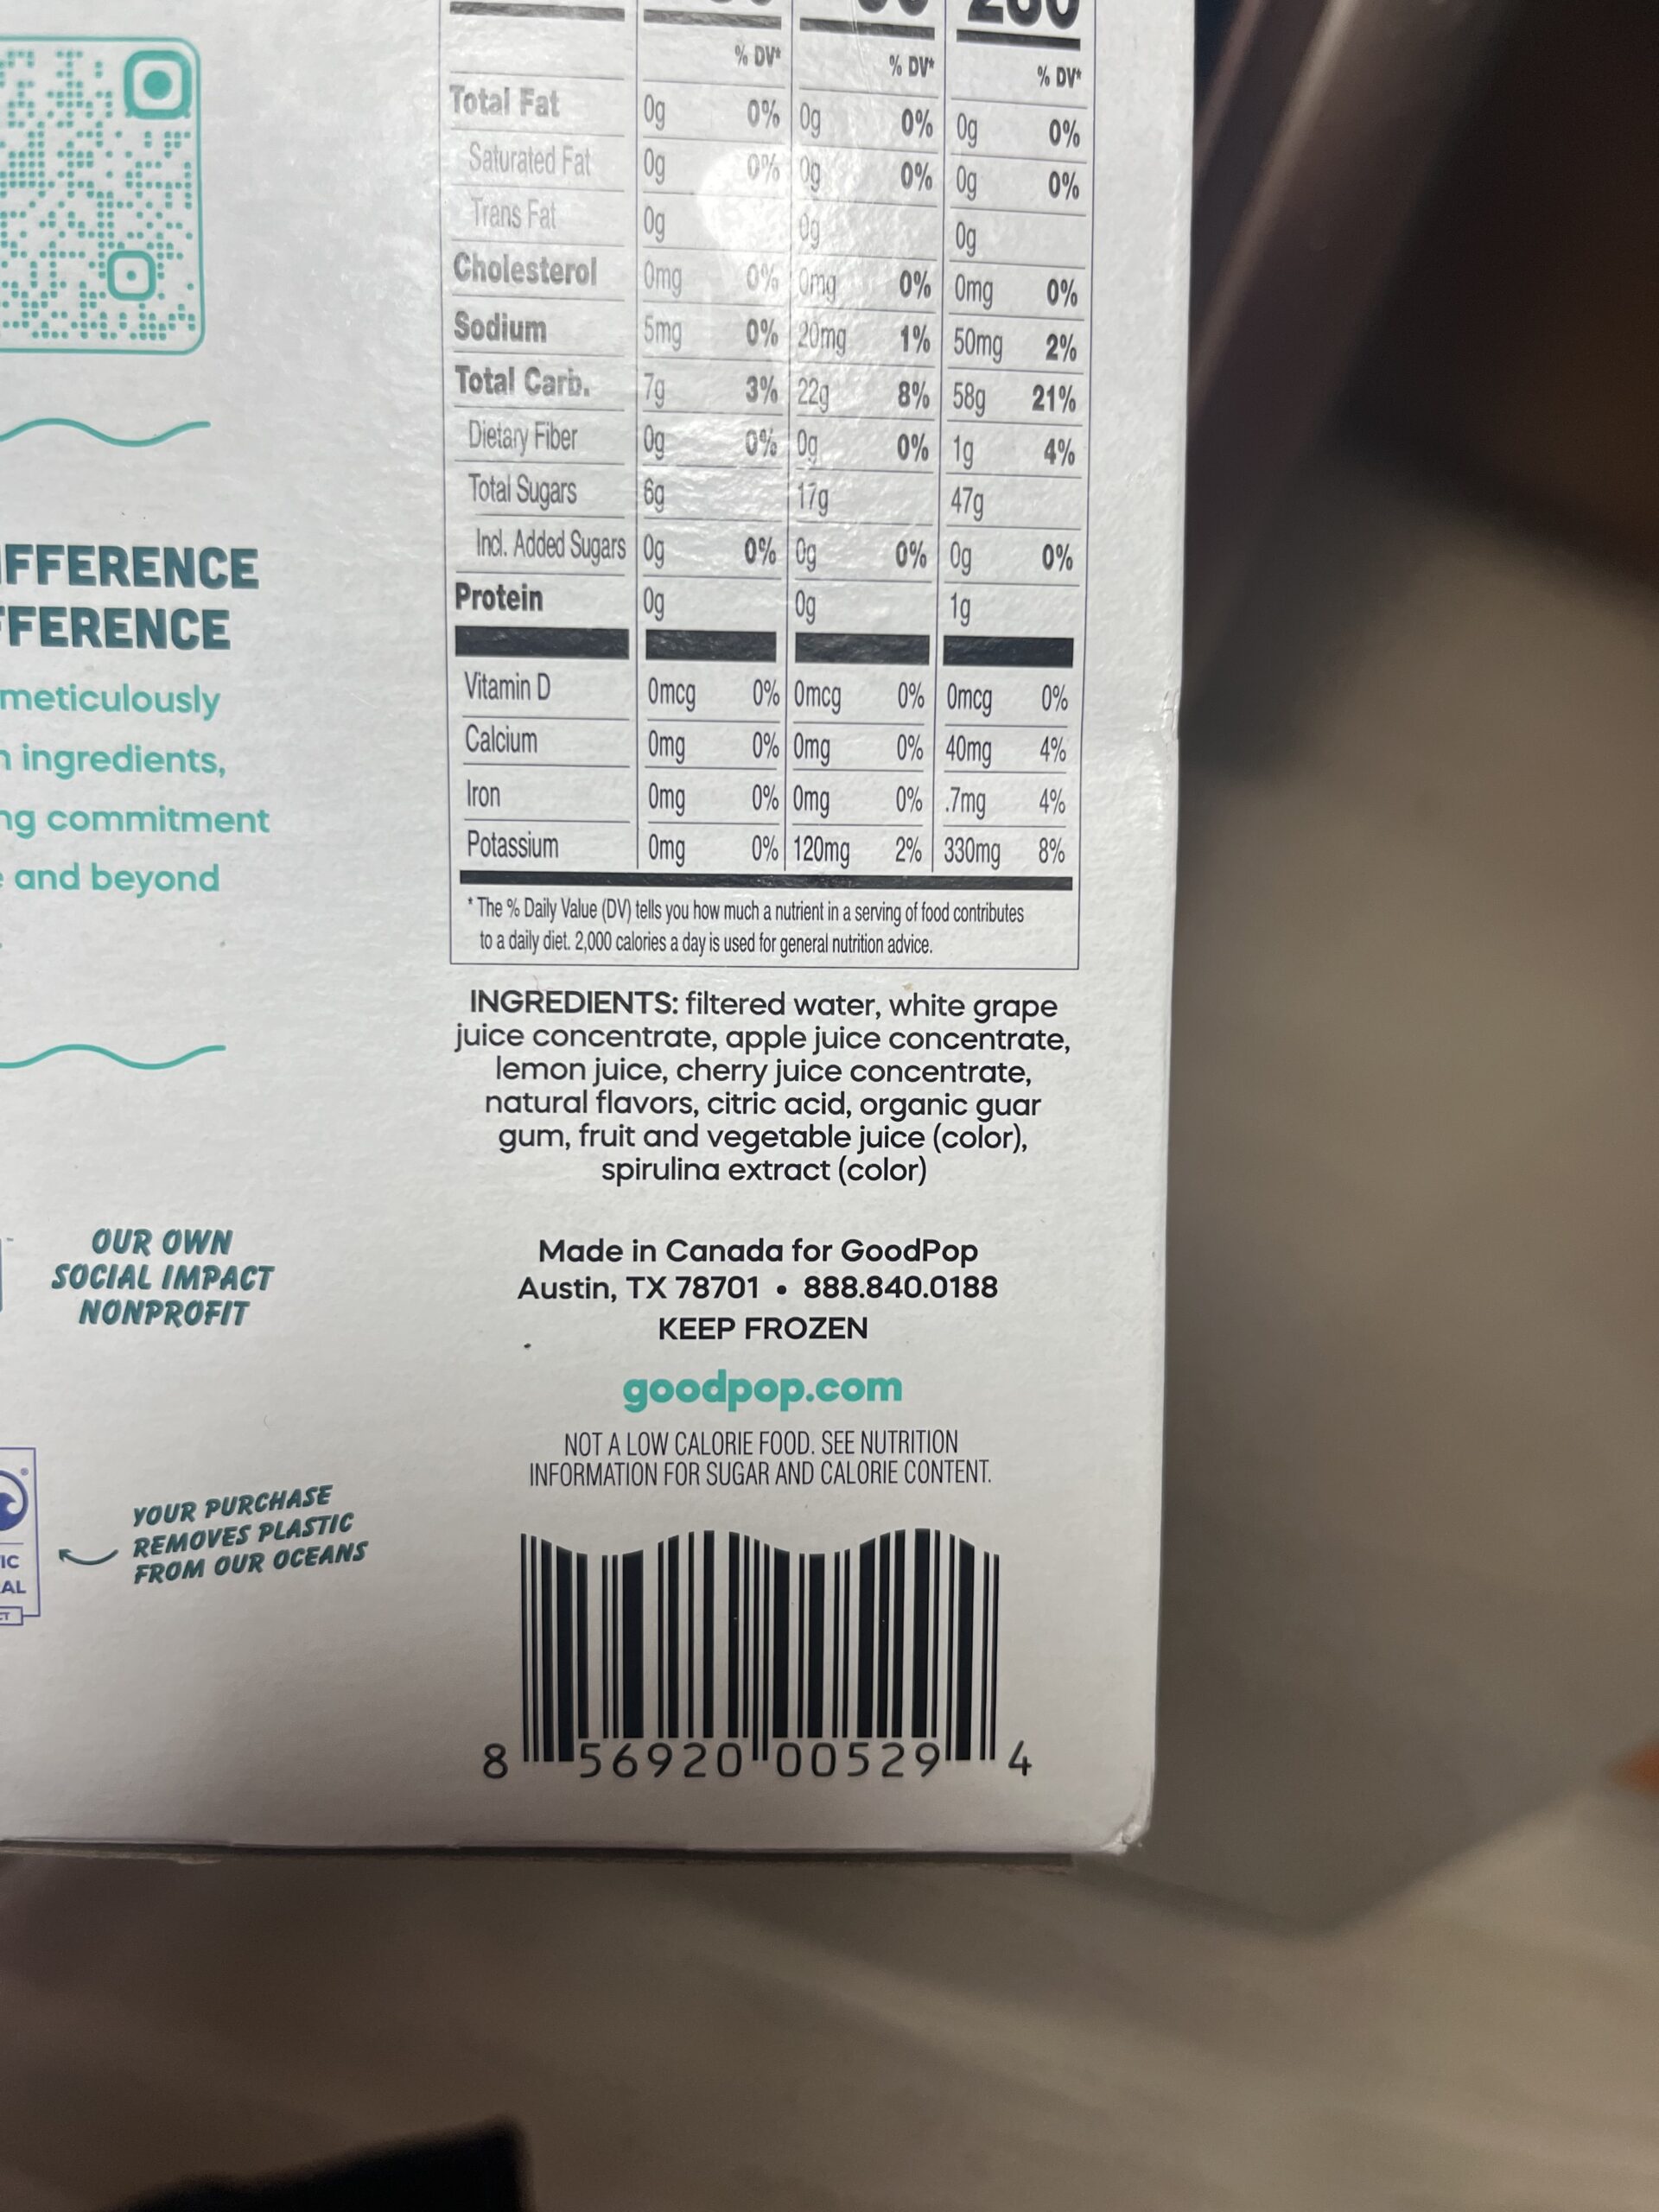 % DV* % DV* % DV*
Total Fat 0g 0% 0g 0% 0g 0%
Saturated Fat 0g 0% 0g 0% 0g 0%
Trans Fat 0g 0g 0g
Cholesterol 0mg 0% 0mg 0% 0mg 0%
Sodium 5mg 0% 20mg 1% 50mg 2%
Total Carb. 7g 3% 22g 8% 58g 21%
Dietary Fiber 0g 0% 0g 0% 1g 4%
Total Sugars 6g 17g 47g
Incl. Added Sugars 0g 0% 0g 0% 0g 0%
Protein 0g 0g 1g
Vitamin D 0mcg 0% 0mcg 0% 0mcg 0%
Calcium 0mg 0% 0mg 0% 40mg 4%
Iron 0mg 0% 0mg 0% .7mg 4%
Potassium 0mg 0% 120mg 2% 330mg 8%
* The % Daily Value (DV) tells you how much a nutrient in a serving of food contributes
to a daily diet. 2,000 calories a day is used for general nutrition advice.
INGREDIENTS: filtered water, white grape
juice concentrate, apple juice concentrate,
lemon juice, cherry juice concentrate,
natural flavors, citric acid, organic guar
gum, fruit and vegetable juice (color),
spirulina extract (color)
Made in Canada for GoodPop
Austin, TX 78701 • 888.840.0188
KEEP FROZEN
goodpop.com
NOT A LOW CALORIE FOOD. SEE NUTRITION
INFORMATION FOR SUGAR AND CALORIE CONTENT.
8 56920 00529 4
FFERENCE
FERENCE
meticulously
ingredients,
commitment
and beyond
OUR OWN
SOCIAL IMPACT
NONPROFIT
YOUR PURCHASE
REMOVES PLASTIC
FROM OUR OCEANS
IC
AL
CT